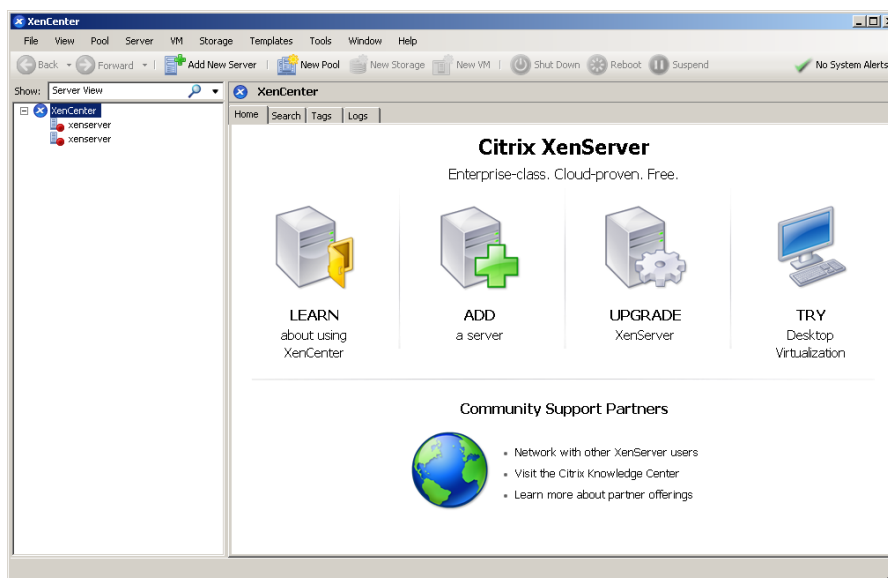 XenCenter
File View Pool Server VM Storage Templates Tools Window Help
Back Forward Add New Server New Pool New Storage New VM Shut Down Reboot Suspend No System Alerts
Show: Server View
XenCenter
XenCenter
xenserver
xenserver
Home Search Tags Logs
Citrix XenServer
Enterprise-class. Cloud-proven. Free.
LEARN
about using
XenCenter
ADD
a server
UPGRADE
XenServer
TRY
Desktop
Virtualization
Community Support Partners
Network with other XenServer users
Visit the Citrix Knowledge Center
Learn more about partner offerings